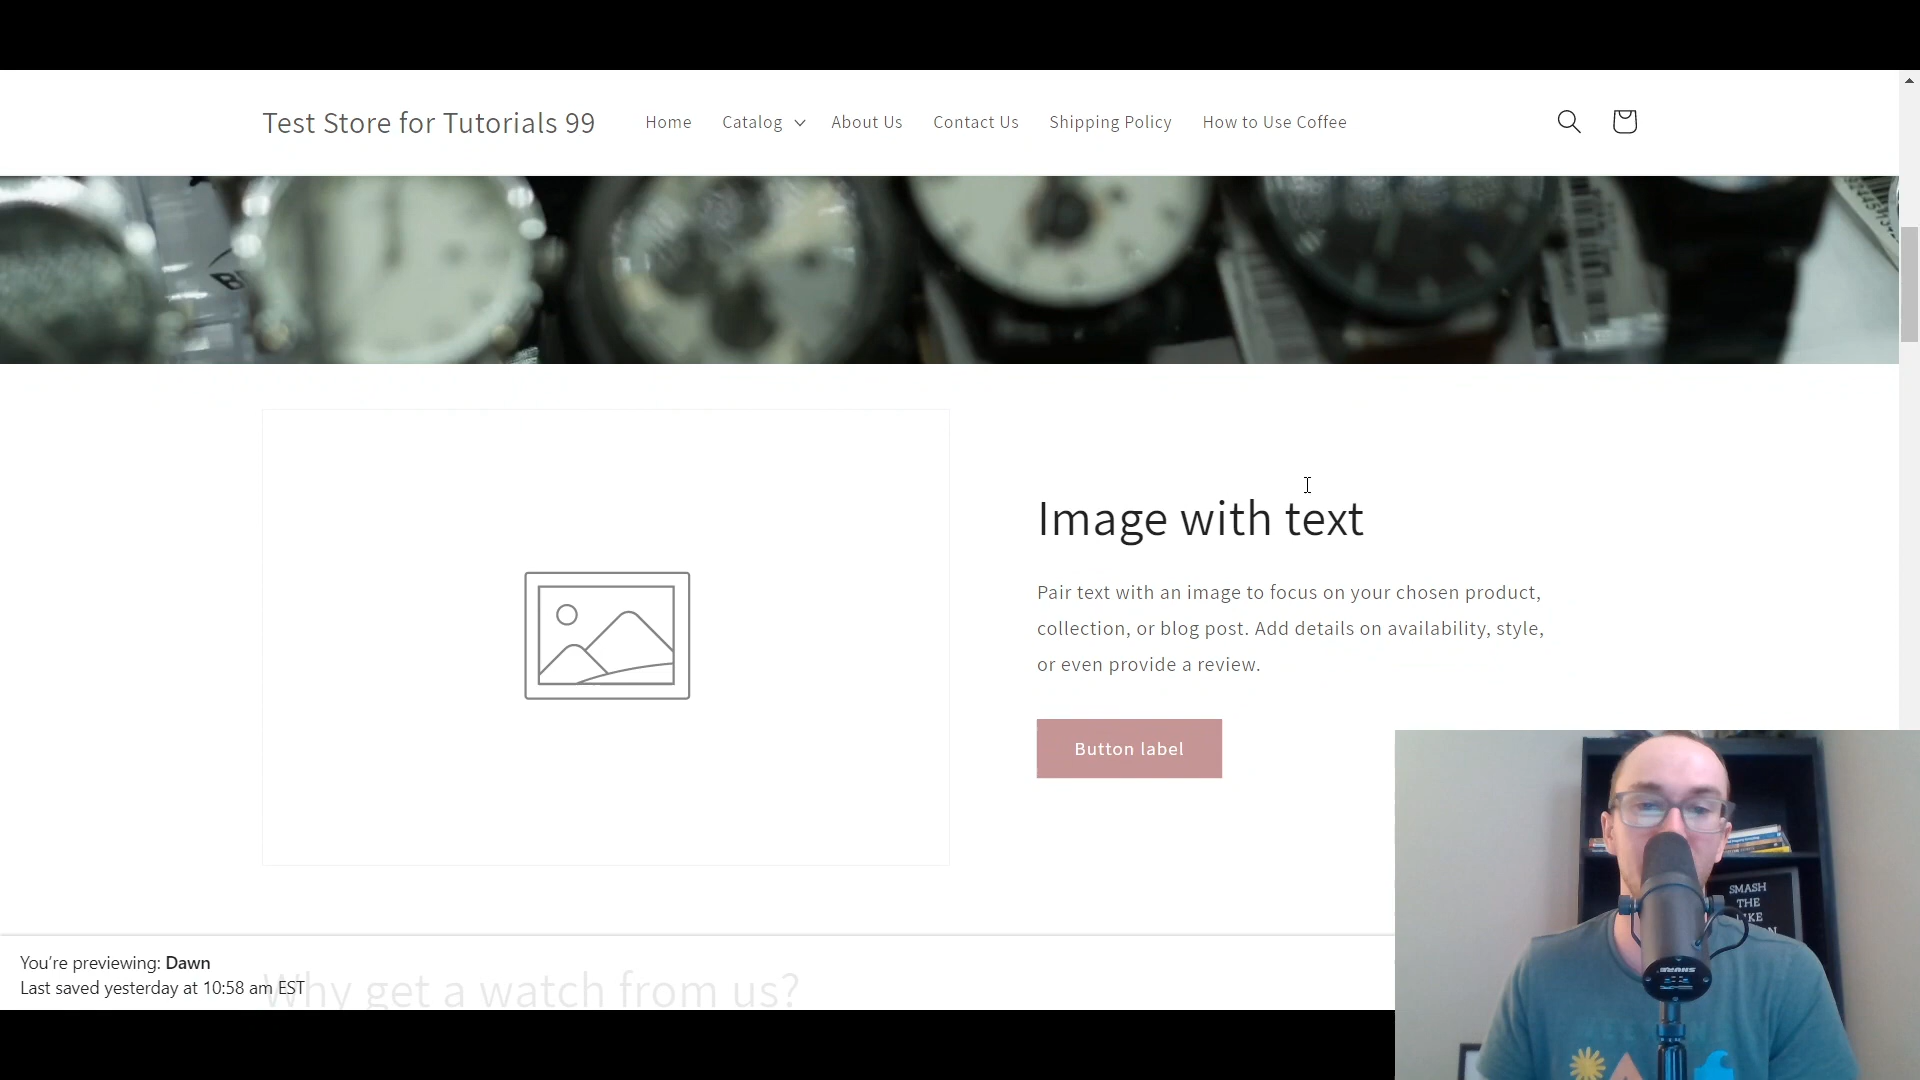 Test Store for Tutorials 99
Home Catalog About Us Contact Us Shipping Policy How to Use Coffee
Image with text
Pair text with an image to focus on your chosen product,
collection, or blog post. Add details on availability, style,
or even provide a review.
Button label
You're previewing: Dawn
Last saved yesterday at 10:58 am EST
Why get a watch from us?
SMASH
THE
SHURE